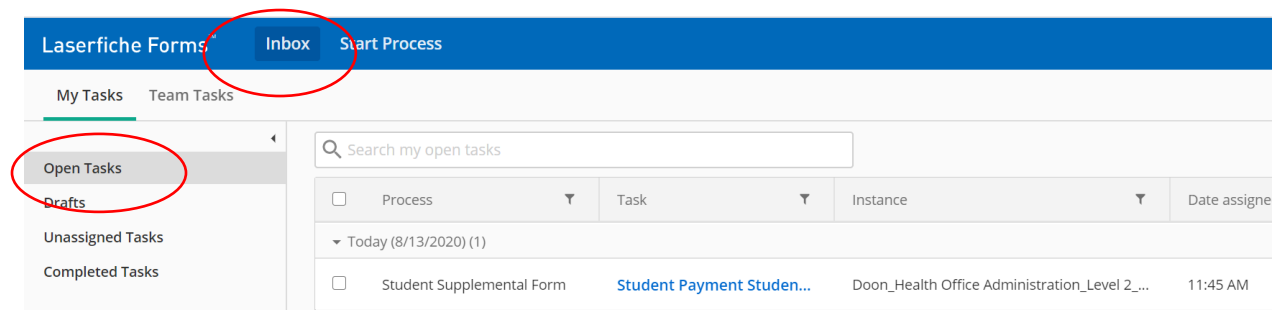 Laserfiche Forms Inbox Start Process
My Tasks Team Tasks
Search my open tasks
Open Tasks
Drafts
Unassigned Tasks
Completed Tasks
Process Task Instance Date assigne
Today (8/13/2020) (1)
Student Supplemental Form Student Payment Studen... Doon_Health Office Administration_Level 2_... 11:45 AM